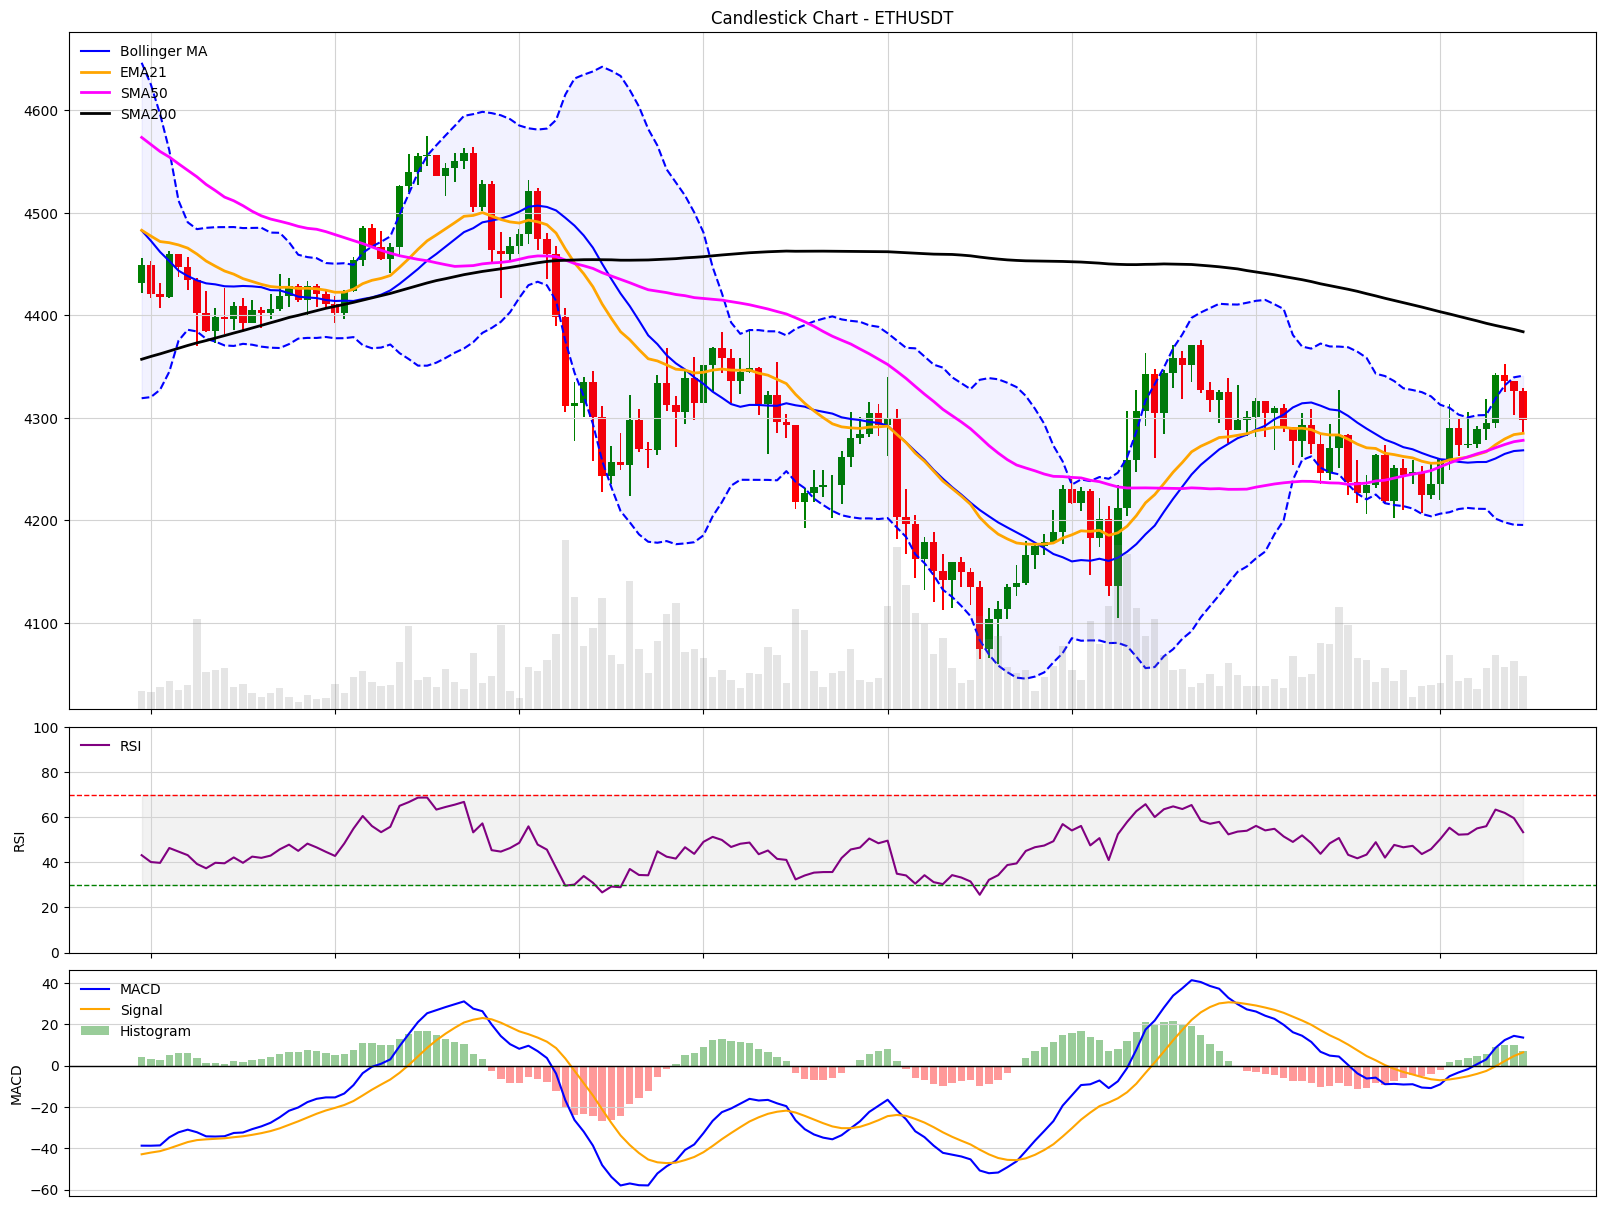 Candlestick Chart - ETHUSDT
Bollinger MA
EMA21
SMA50
SMA200
4600
4500
4400
4300
4200
4100
RSI
100
80
60
40
20
0
RSI
MACD
Signal
Histogram
40
20
0
−20
−40
−60
MACD